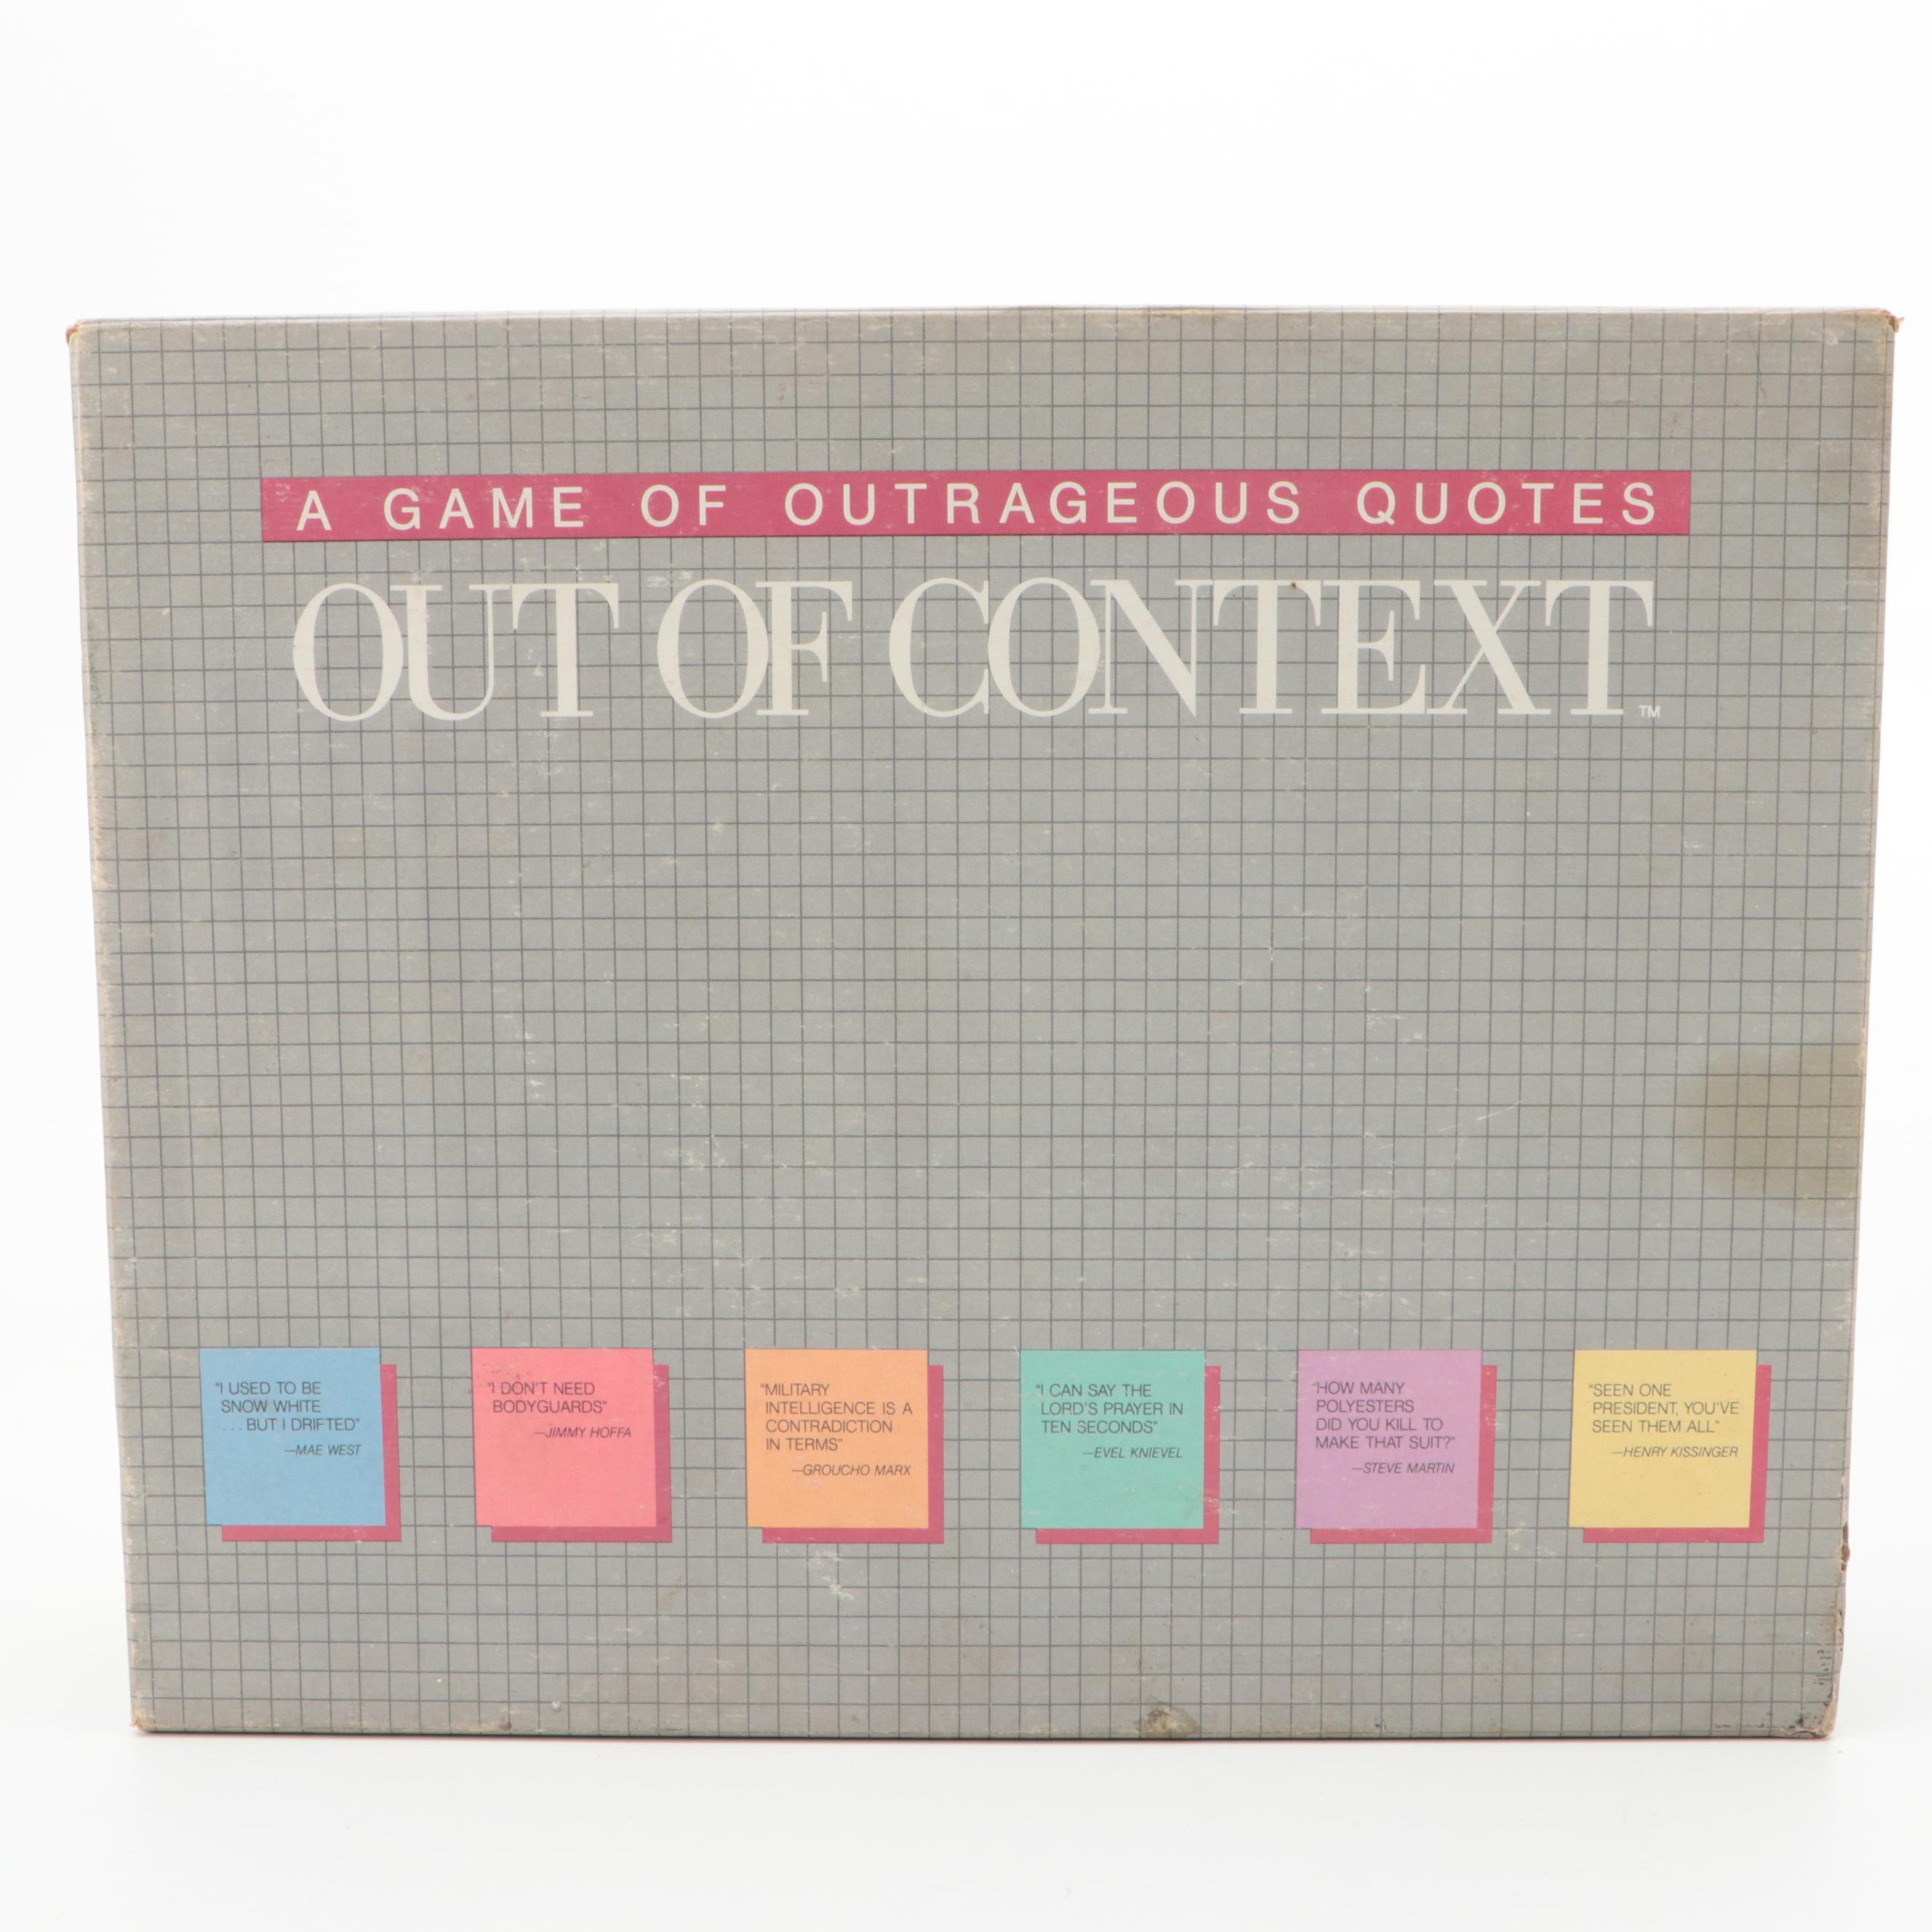 A GAME OF OUTRAGEOUS QUOTES
OUT OF CONTEXT™
"I USED TO BE
SNOW WHITE
...BUT I DRIFTED"
—MAE WEST
"I DON'T NEED
BODYGUARDS"
—JIMMY HOFFA
"MILITARY
INTELLIGENCE IS A
CONTRADICTION
IN TERMS"
—GROUCHO MARX
"I CAN SAY THE
LORD'S PRAYER IN
TEN SECONDS"
—EVEL KNIEVEL
"HOW MANY
POLYESTERS
DID YOU KILL TO
MAKE THAT SUIT?"
—STEVE MARTIN
"SEEN ONE
PRESIDENT, YOU'VE
SEEN THEM ALL"
—HENRY KISSINGER